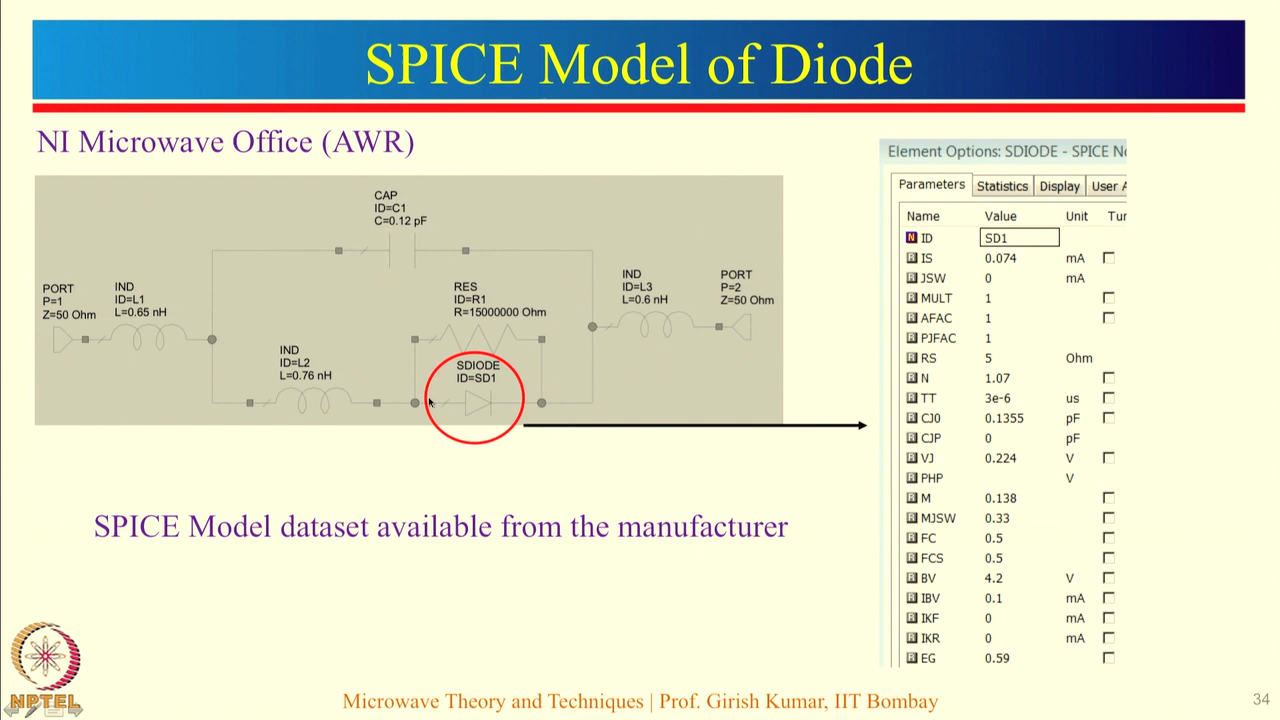 SPICE Model of Diode
NI Microwave Office (AWR)
CAP
ID=C1
C=0.12 pF
PORT
P=1
Z=50 Ohm
IND
ID=L1
L=0.65 nH
RES
ID=R1
R=15000000 Ohm
IND
ID=L3
L=0.6 nH
PORT
P=2
Z=50 Ohm
IND
ID=L2
L=0.76 nH
SDIODE
ID=SD1
SPICE Model dataset available from the manufacturer
Element Options: SDIODE - SPICE
Parameters Statistics Display User
Name Value Unit
N ID SD1
R IS 0.074 mA
R JSW 0 mA
R MULT 1
R AFAC 1
R PJFAC 1
R RS 5 Ohm
R N 1.07
R TT 3e-6 us
R CJ0 0.1355 pF
R CJP 0 pF
R VJ 0.224 V
R PHP V
R M 0.138
R MJSW 0.33
R FC 0.5
R FCS 0.5
R BV 4.2 V
R IBV 0.1 mA
R IKF 0 mA
R IKR 0 mA
R EG 0.59
NPTEL
Microwave Theory and Techniques | Prof. Girish Kumar, IIT Bombay
34